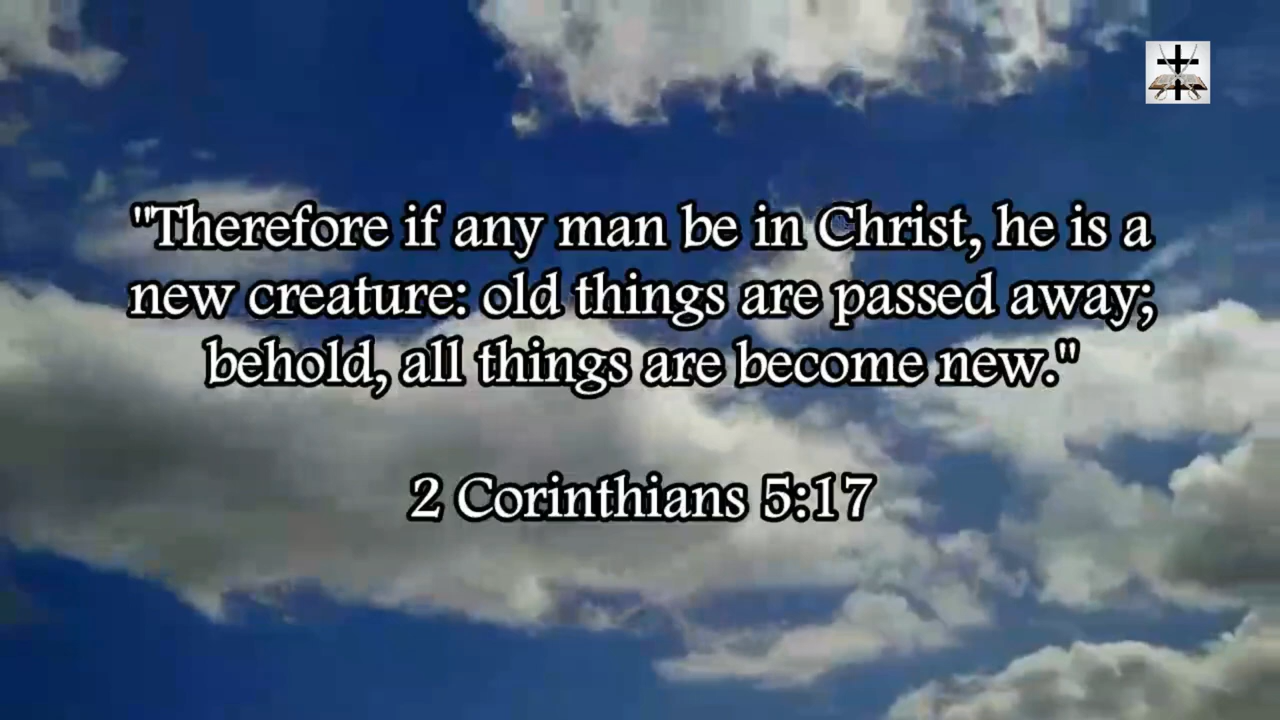 "Therefore if any man be in Christ, he is a
new creature: old things are passed away;
behold, all things are become new."
2 Corinthians 5:17